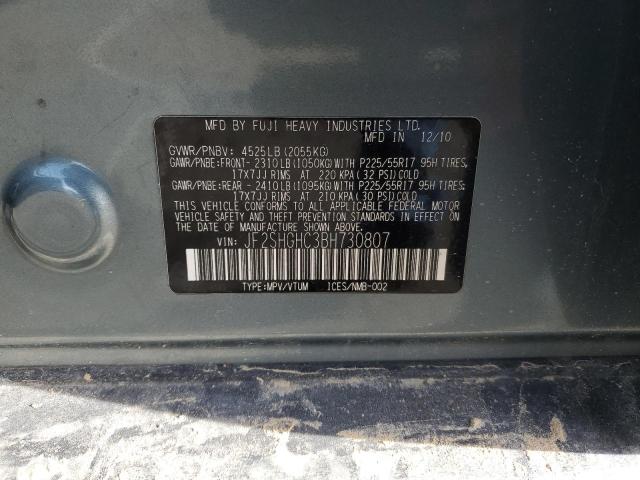 MFD BY FUJI HEAVY INDUSTRIES LTD.
MFD IN 12/10
GVWR/PNBV: 4525LB(2055KG)
GAWR/PNBE:FRONT-2310LB(1050KG)WITH P225/55R17 95H TIRES;
17X7JJ RIMS AT 220 KPA(32 PSI)COLD
GAWR/PNBE:REAR -2410LB(1095KG)WITH P225/55R17 95H TIRES;
17X7JJ RIMS AT 210 KPA(30 PSI)COLD
THIS VEHICLE CONFORMS TO ALL APPLICABLE FEDERAL MOTOR
VEHICLE SAFETY AND THEFT PREVENTION STANDARDS IN EFFECT ON
THE DATE OF MANUFACTURE SHOWN ABOVE.
VIN: JF2SHGHC3BH730807
TYPE:MPV/VTUM ICES/NMB-002